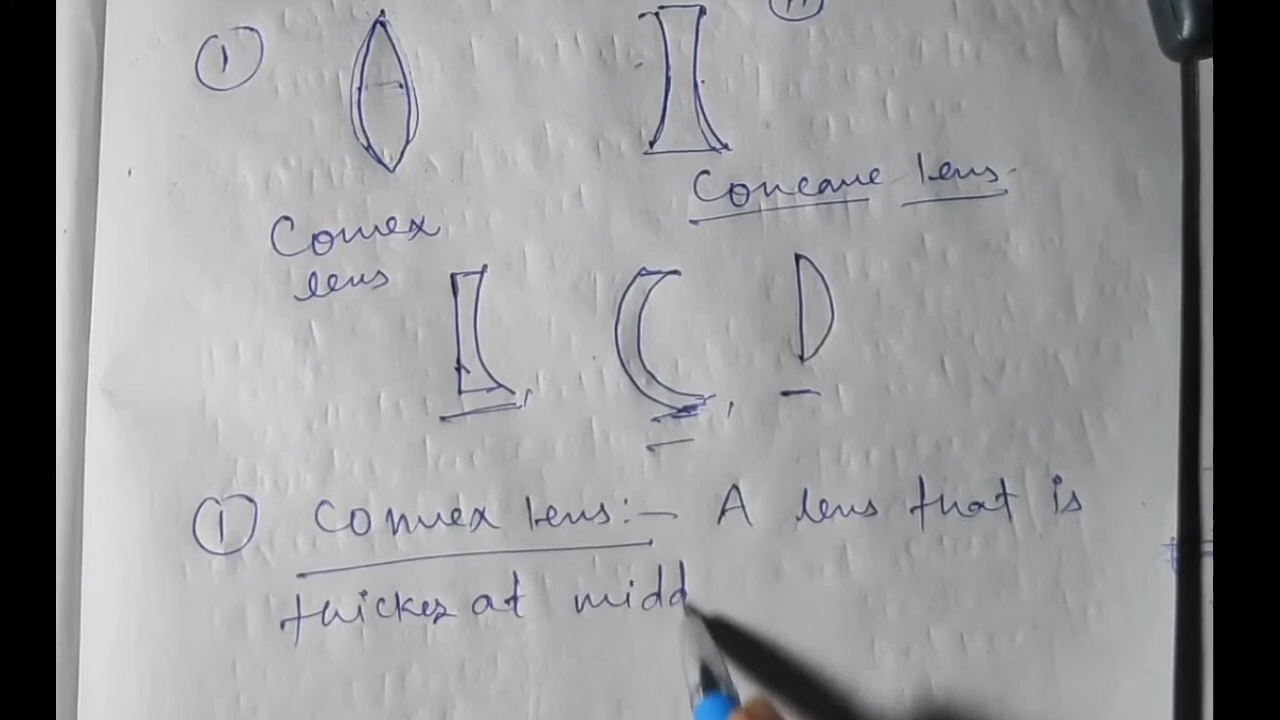 ①
Convex
lens
Concave lens.
① Convex lens:- A lens that is
thicker at midd